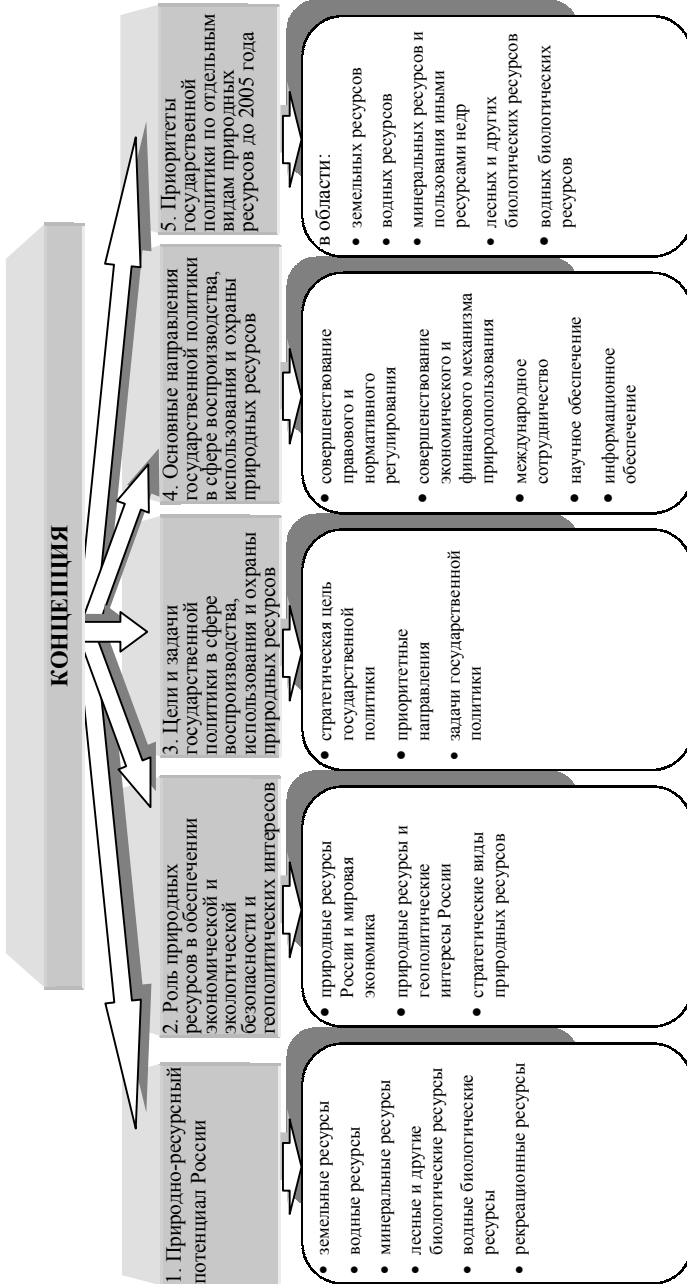 КОНЦЕПЦИЯ
1. Природно-ресурсный
потенциал России
• земельные ресурсы
• водные ресурсы
• минеральные ресурсы
• лесные и другие
биологические ресурсы
• водные биологические
ресурсы
• рекреационные ресурсы
2. Роль природных
ресурсов в обеспечении
экономической и
экологической
безопасности и
геополитических интересов
• природные ресурсы
России и мировая
экономика
• природные ресурсы и
геополитические
интересы России
• стратегические виды
природных ресурсов
3. Цели и задачи
государственной
политики в сфере
воспроизводства,
использования и охраны
природных ресурсов
• стратегическая цель
государственной
политики
• приоритетные
направления
• задачи государственной
политики
4. Основные направления
государственной политики
в сфере воспроизводства,
использования и охраны
природных ресурсов
• совершенствование
правового и
нормативного
регулирования
• совершенствование
экономического и
финансового механизма
природопользования
• международное
сотрудничество
• научное обеспечение
• информационное
обеспечение
5. Приоритеты
государственной
политики по отдельным
видам природных
ресурсов до 2005 года
в области:
• земельных ресурсов
• водных ресурсов
• минеральных ресурсов и
пользования иными
ресурсами недр
• лесных и других
биологических ресурсов
• водных биологических
ресурсов